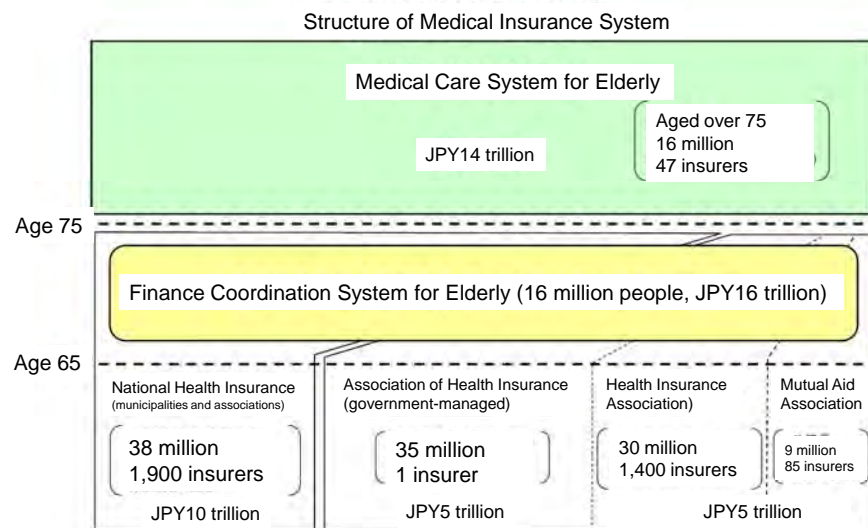 Structure of Medical Insurance System
Medical Care System for Elderly
Aged over 75
16 million
47 insurers
JPY14 trillion
Age 75
Finance Coordination System for Elderly (16 million people, JPY16 trillion)
Age 65
National Health Insurance
(municipalities and associations)
38 million
1,900 insurers
JPY10 trillion
Association of Health Insurance
(government-managed)
35 million
1 insurer
JPY5 trillion
Health Insurance
Association)
30 million
1,400 insurers
Mutual Aid
Association
9 million
85 insurers
JPY5 trillion